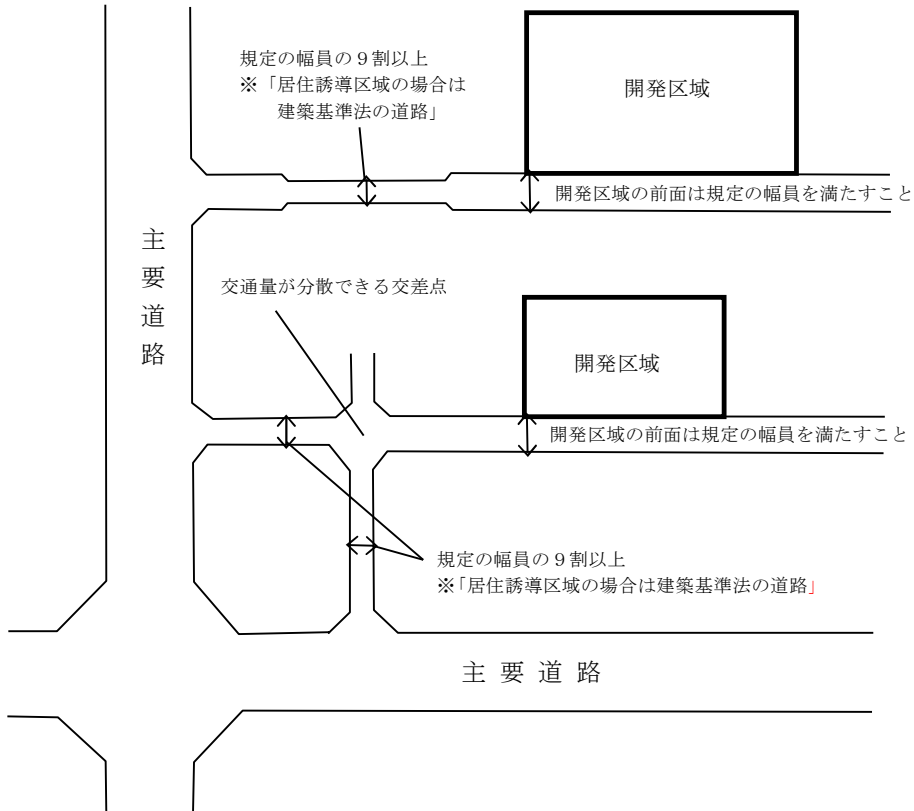 規定の幅員の9割以上
※「居住誘導区域の場合は
建築基準法の道路」
開発区域
開発区域の前面は規定の幅員を満たすこと
主要道路
交通量が分散できる交差点
開発区域
開発区域の前面は規定の幅員を満たすこと
規定の幅員の9割以上
※「居住誘導区域の場合は建築基準法の道路」
主要道路